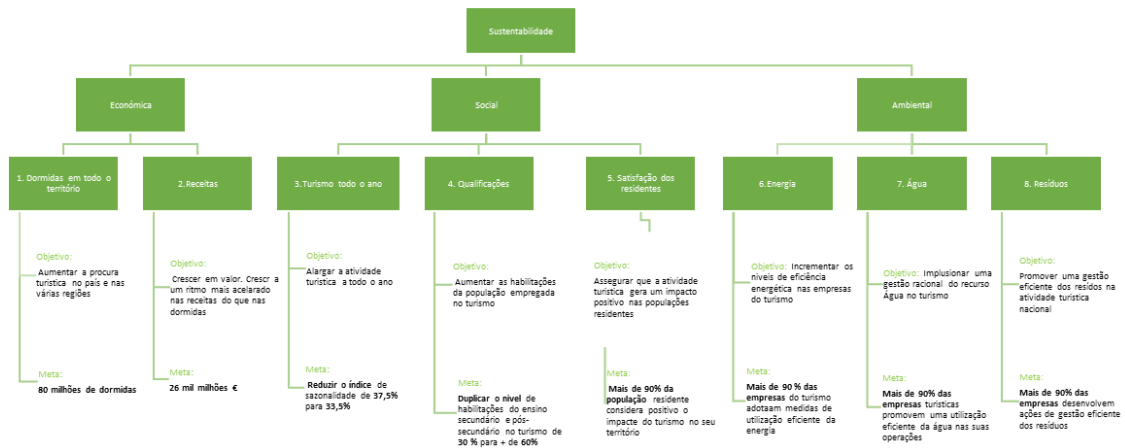 Sustentabilidade
Económica
Social
Ambiental
1. Dormidas em todo o
território
2.Receitas
3.Turismo todo o ano
4. Qualificações
5. Satisfação dos
residentes
6.Energia
7. Água
8. Resíduos
Objetivo:
Aumentar a procura
turistica no país e nas
várias regiões
Meta:
80 milhões de dormidas
Objetivo:
Crescer em valor. Crescr a
um ritmo mais acelarado
nas receitas do que nas
dormidas
Meta:
26 mil milhões €
Objetivo:
Alargar a atividade
turistica a todo o ano
Meta:
Reduzir o índice de
sazonalidade de 37,5%
para 33,5%
Objetivo:
Aumentar as habilitações
da população empregada
no turismo
Meta:
Duplicar o nivel de
habilitações do ensino
secundário e pós-
secundário no turismo de
30 % para + de 60%
Objetivo:
Assegurar que a atividade
turistica gera um impacto
positivo nas populações
residentes
Meta:
Mais de 90% da
população residente
considera positivo o
impacte do turismo no seu
território
Objetivo: Incrementar os
níveis de eficiência
energética nas empresas
do turismo
Meta:
Mais de 90 % das
empresas do turismo
adotaam medidas de
utilização eficiente da
energia
Objetivo: Implusionar uma
gestão racional do recurso
Água no turismo
Meta:
Mais de 90% das
empresas turisticas
promovem uma utilização
eficiente da água nas suas
operações
Objetivo:
Promover uma gestão
eficiente dos resídos na
atividade turistica
nacional
Meta:
Mais de 90% das
empresas desenvolvem
ações de gestão eficiente
dos resíduos